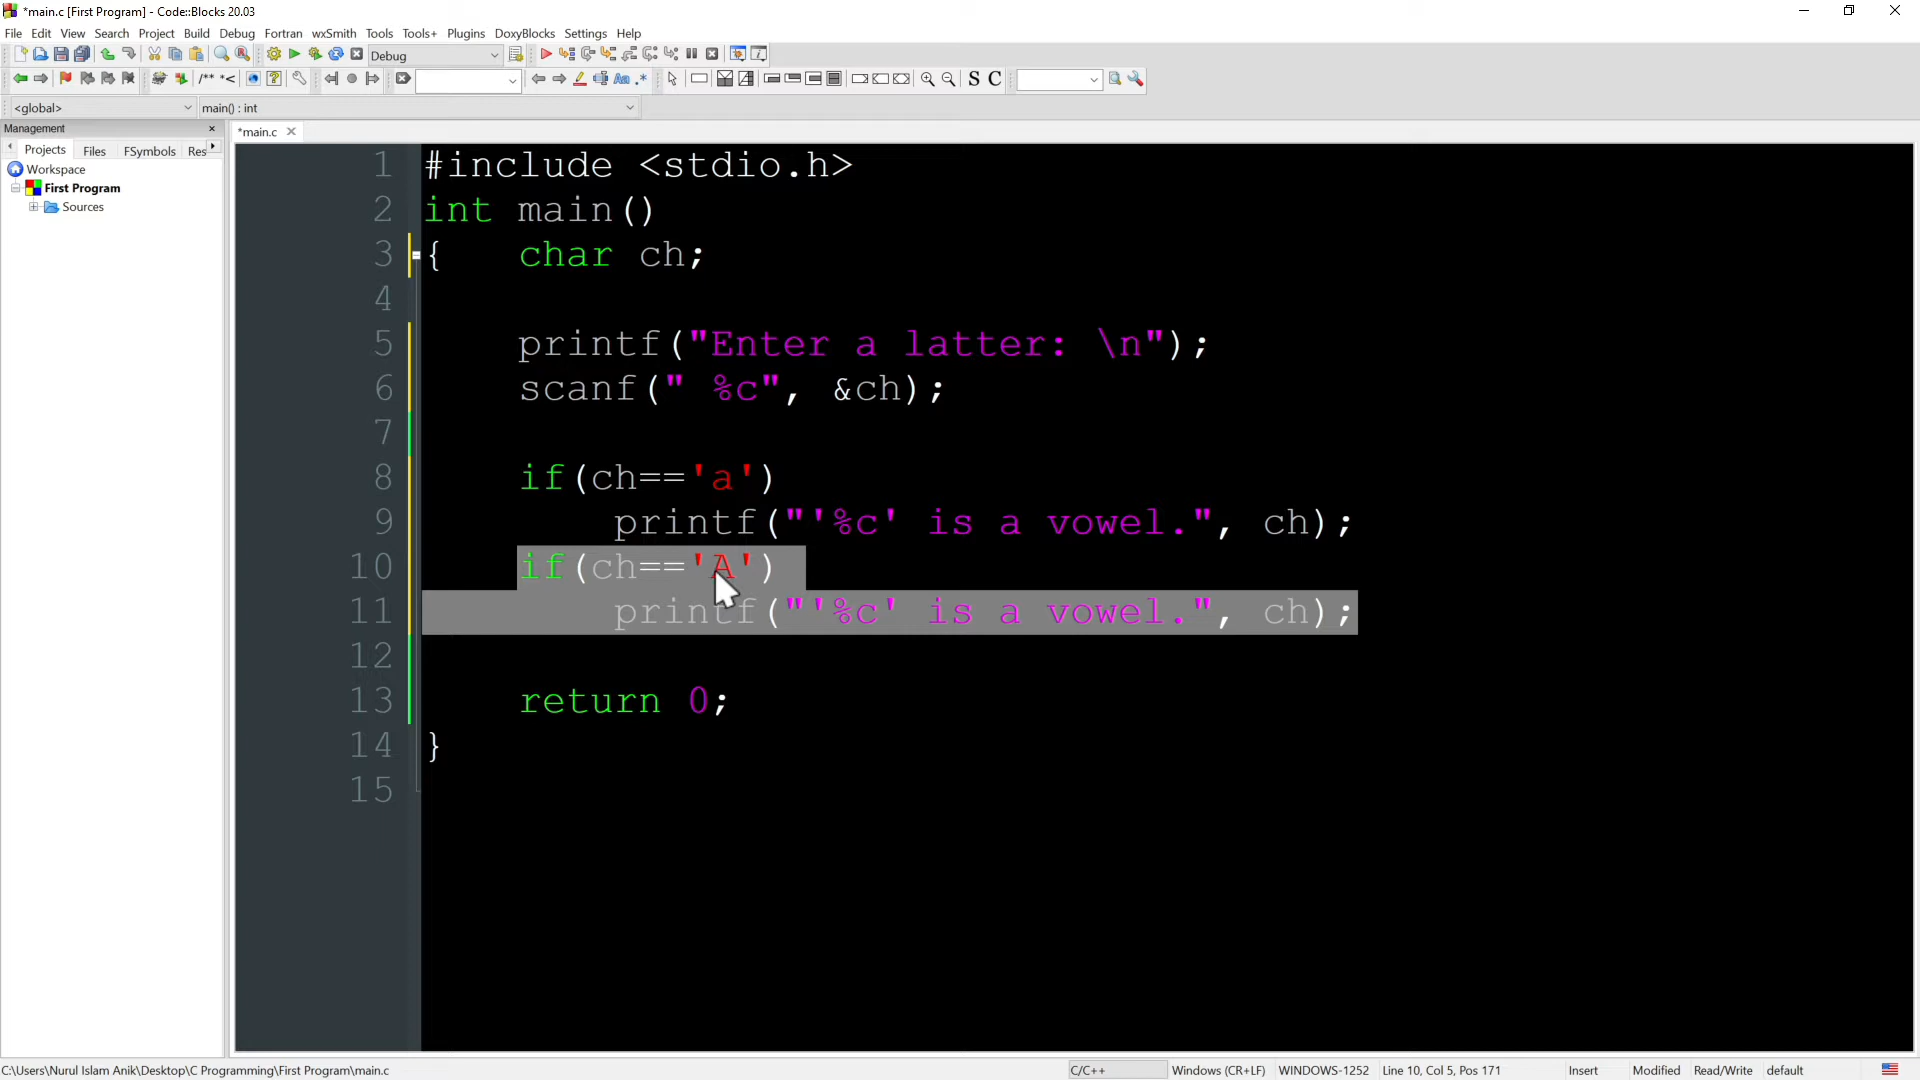 *main.c [First Program] - Code::Blocks 20.03
File Edit View Search Project Build Debug Fortran wxSmith Tools Tools+ Plugins DoxyBlocks Settings Help
Debug
/** *< Aa .* S C
<global> main() : int
Management
Projects Files FSymbols Res
*main.c
Workspace
First Program
Sources
1 #include <stdio.h>
2 int main()
3 { char ch;
4
5 printf("Enter a latter: \n");
6 scanf(" %c", &ch);
7
8 if(ch=='a')
9 printf("'%c' is a vowel.", ch);
10 if(ch=='A')
11 printf("'%c' is a vowel.", ch);
12
13 return 0;
14 }
15
C:\Users\Nurul Islam Anik\Desktop\C Programming\First Program\main.c C/C++ Windows (CR+LF) WINDOWS-1252 Line 10, Col 5, Pos 171 Insert Modified Read/Write default